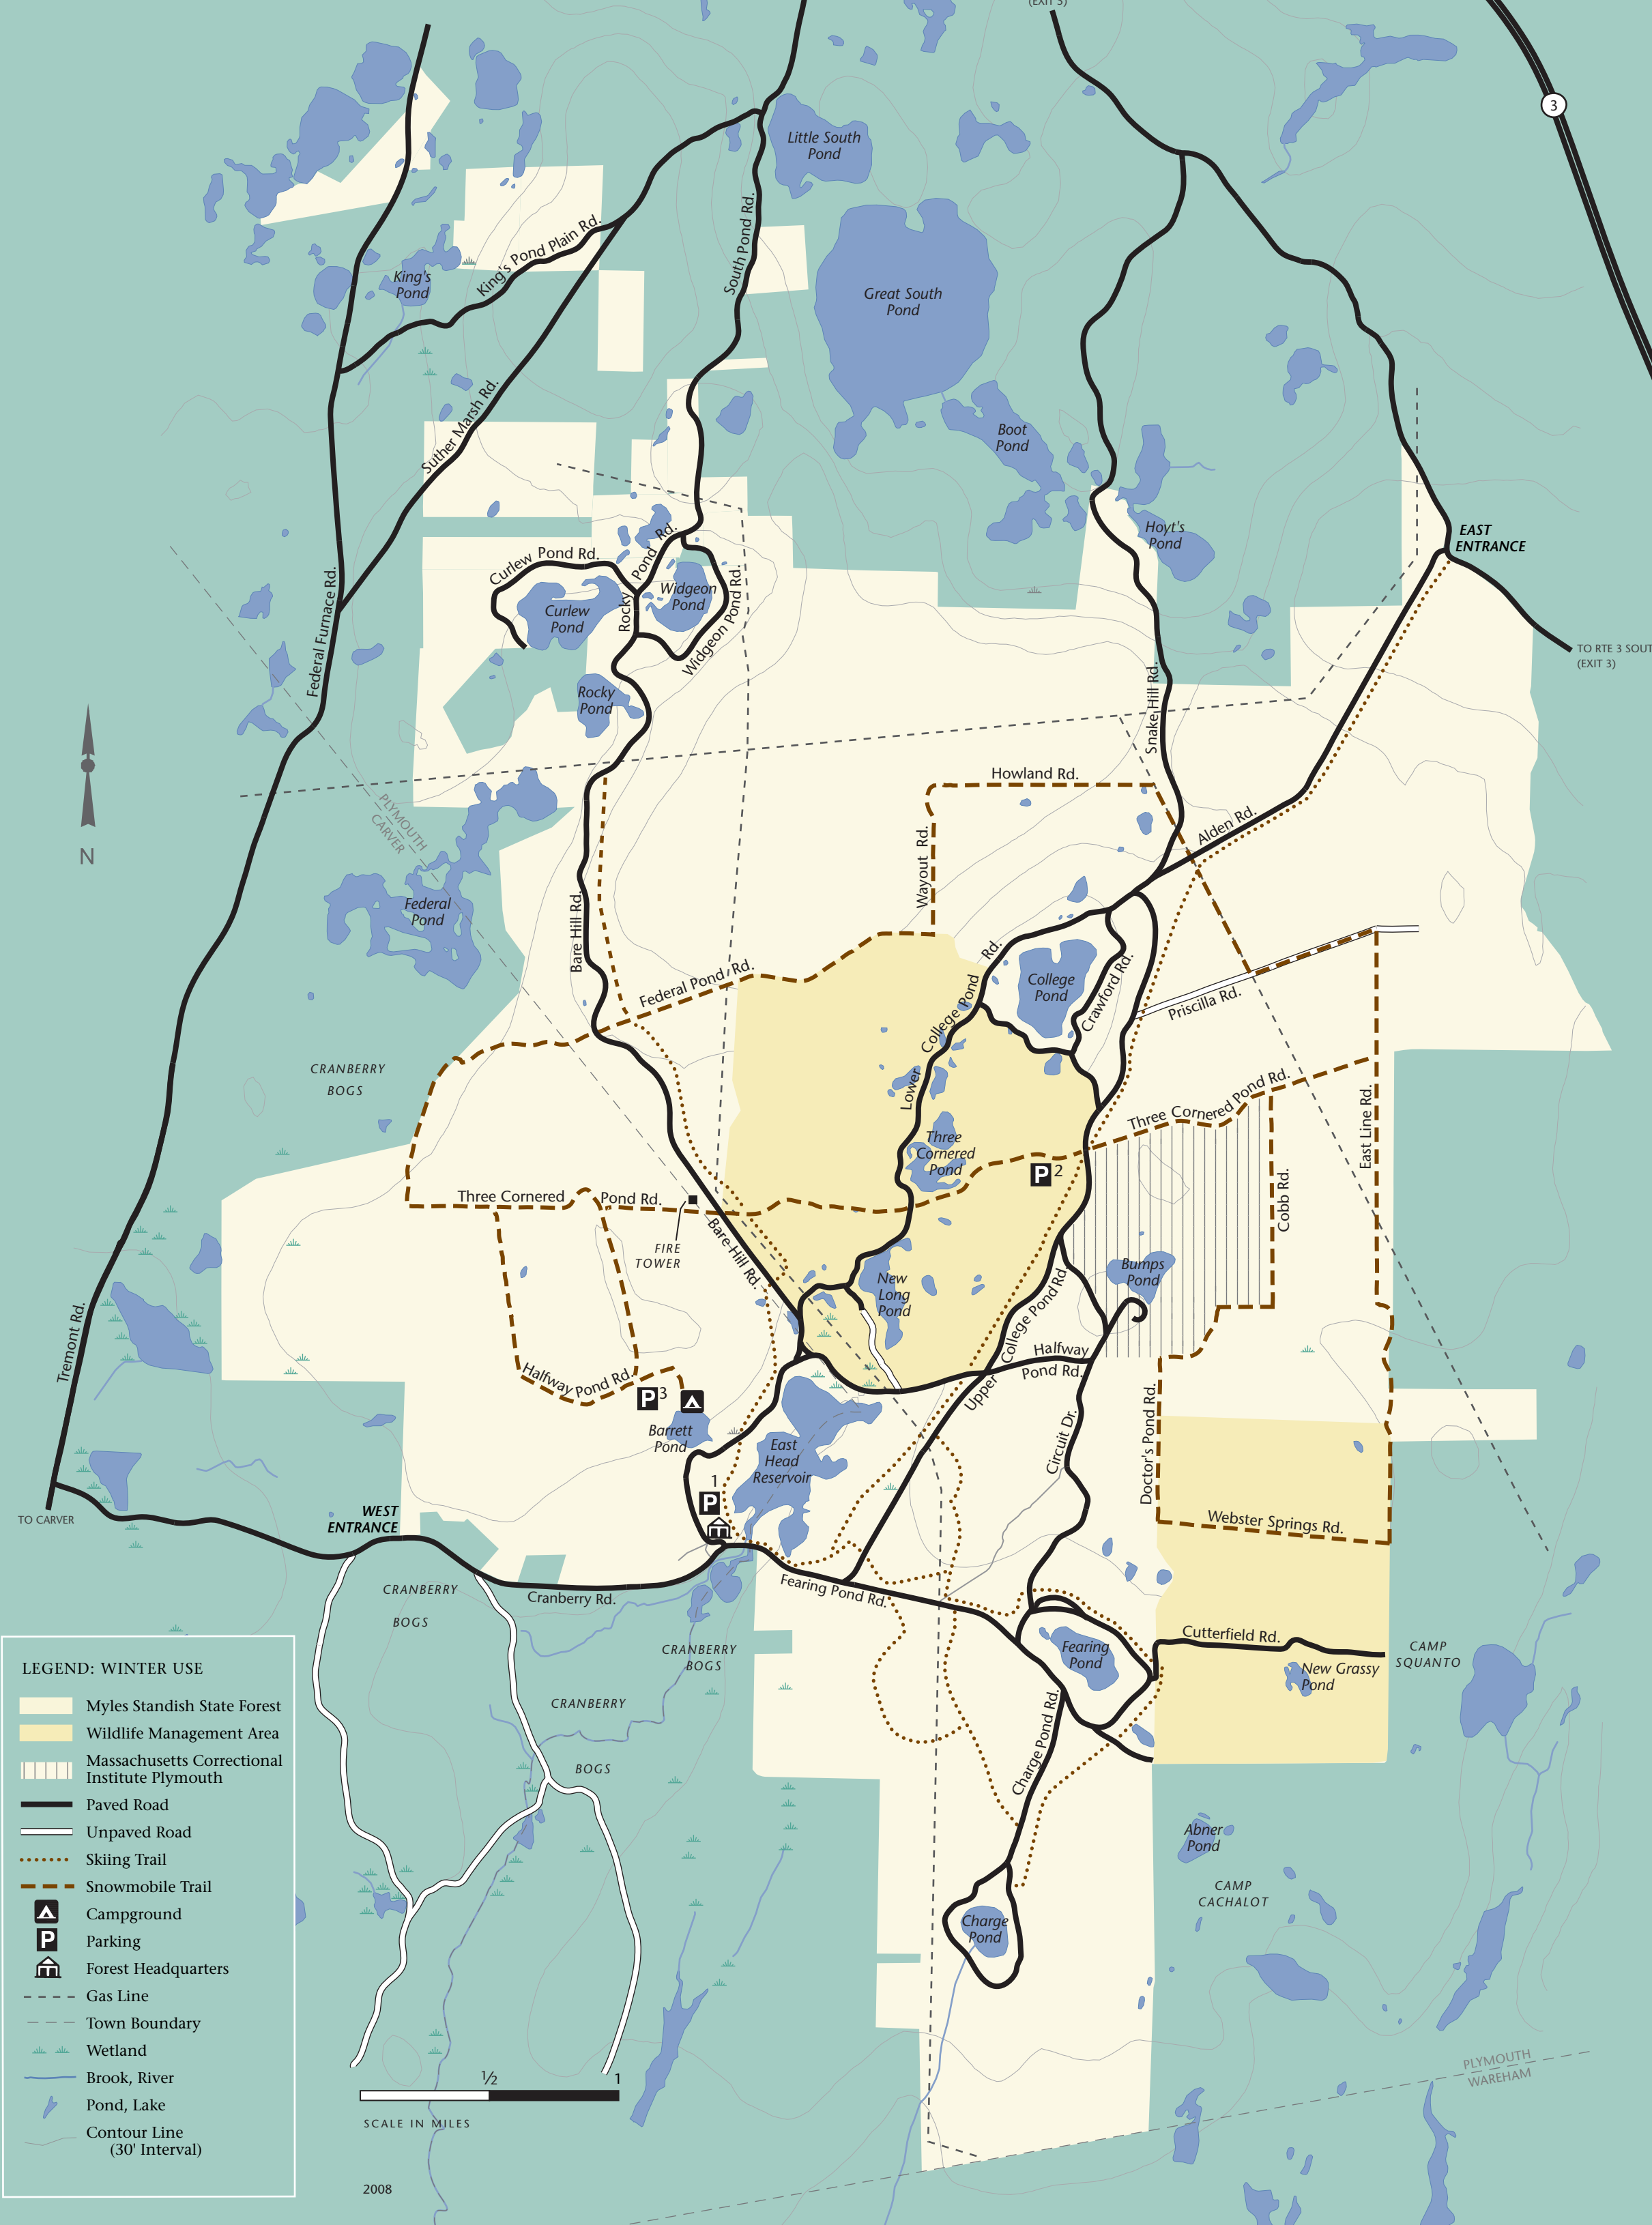 (EXIT 3)
3
Little South
Pond
South Pond Rd.
King's Pond Plain Rd.
King's
Pond
Great South
Pond
Suther Marsh Rd.
Boot
Pond
Hoyt's
Pond
EAST
ENTRANCE
Curlew Pond Rd.
Rocky Pond Rd.
Widgeon
Pond
Widgeon Pond Rd.
Curlew
Pond
Federal Furnace Rd.
TO RTE 3 SOUT
(EXIT 3)
Rocky
Pond
Snake Hill Rd.
Howland Rd.
PLYMOUTH
CARVER
Alden Rd.
N
Wayout Rd.
Federal
Pond
Bare Hill Rd.
Federal Pond Rd.
Lower College Pond Rd.
College
Pond
Crawford Rd.
Priscilla Rd.
CRANBERRY
BOGS
Three Cornered Pond Rd.
East Line Rd.
Three
Cornered
Pond
P 2
Cobb Rd.
Three Cornered Pond Rd.
FIRE
TOWER
Bare Hill Rd.
Bumps
Pond
New
Long
Pond
Upper College Pond Rd.
Halfway
Pond Rd.
Tremont Rd.
Halfway Pond Rd.
P 3
Barrett
Pond
East
Head
Reservoir
Circuit Dr.
Doctor's Pond Rd.
1
P
WEST
ENTRANCE
TO CARVER
Webster Springs Rd.
CRANBERRY
BOGS
Cranberry Rd.
Fearing Pond Rd.
CRANBERRY
BOGS
Fearing
Pond
Cutterfield Rd.
CAMP
SQUANTO
New Grassy
Pond
CRANBERRY
BOGS
Charge Pond Rd.
Abner
Pond
CAMP
CACHALOT
Charge
Pond
PLYMOUTH
WAREHAM
LEGEND: WINTER USE
Myles Standish State Forest
Wildlife Management Area
Massachusetts Correctional
Institute Plymouth
Paved Road
Unpaved Road
Skiing Trail
Snowmobile Trail
Campground
P Parking
Forest Headquarters
Gas Line
Town Boundary
Wetland
Brook, River
Pond, Lake
Contour Line
(30' Interval)
½ 1
SCALE IN MILES
2008